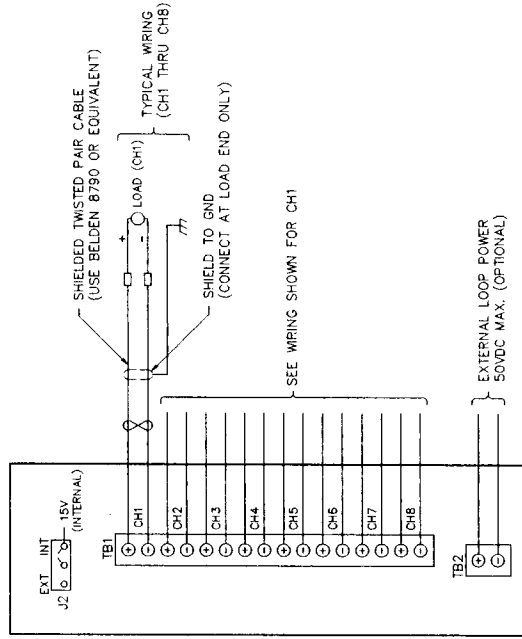 SHIELDED TWISTED PAIR CABLE
(USE BELDEN 8790 OR EQUIVALENT)
TYPICAL WIRING
(CH1 THRU CH8)
LOAD (CH1)
+
-
SHIELD TO GND
(CONNECT AT LOAD END ONLY)
EXT INT
J2
15V
(INTERNAL)
TB1
+ CH1
-
+ CH2
-
+ CH3
-
+ CH4
-
+ CH5
-
+ CH6
-
+ CH7
-
+ CH8
-
SEE WIRING SHOWN FOR CH1
TB2
+
-
EXTERNAL LOOP POWER
50VDC MAX. (OPTIONAL)